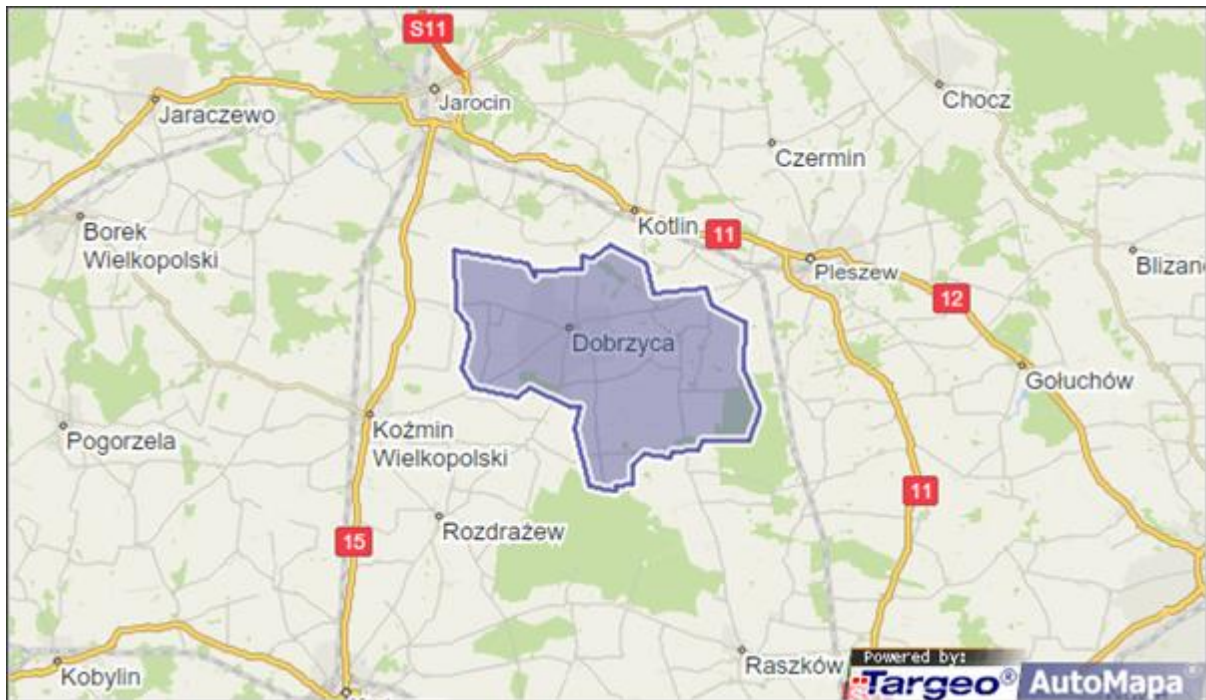 S11
Jarocin
Jaraczewo
Chocz
Czermin
Borek
Wielkopolski
Kotlin
11
Pleszew
12
Dobrzyca
Gołuchów
Pogorzela
Koźmin
Wielkopolski
11
Rozdrażew
15
Raszków
Kobylin
Powered by:
Targeo® AutoMapa®